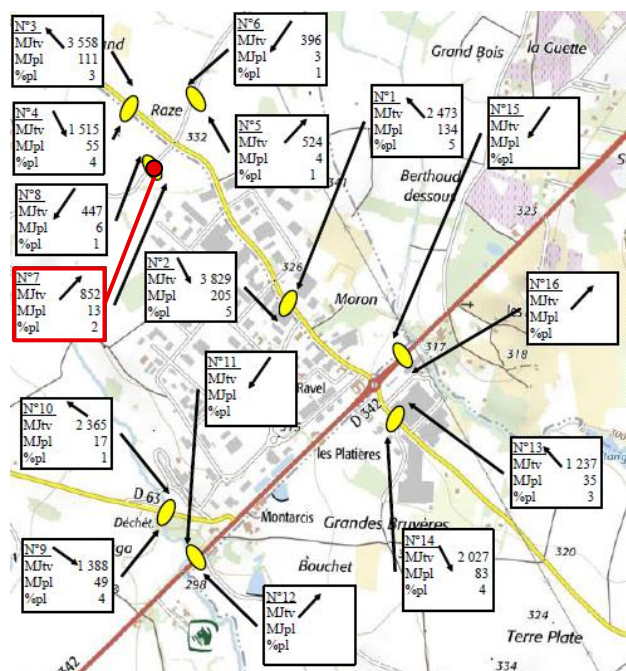 N°3
MJtv 3 558
MJpl 111
%pl 3
N°4
MJtv 1 515
MJpl 55
%pl 4
Raze
332
N°6
MJtv 396
MJpl 3
%pl 1
N°5
MJtv 524
MJpl 4
%pl 1
N°1
MJtv 2 473
MJpl 134
%pl 5
Grand Bois
la Guette
N°15
MJtv
MJpl
%pl
Berthoud
dessous
325
N°8
MJtv 447
MJpl 6
%pl 1
N°7
MJtv 852
MJpl 13
%pl 2
N°2
MJtv 3 829
MJpl 205
%pl 5
326
Moron
N°16
MJtv
MJpl
%pl
317
318
N°11
MJtv
MJpl
%pl
Ravel
D 342
les Platières
N°10
MJtv 2 365
MJpl 17
%pl 1
N°13
MJtv 1 237
MJpl 35
%pl 3
D 63
Déchèt.
Montarcis
Grandes Bruyères
N°9
MJtv 1 388
MJpl 49
%pl 4
298
Bouchet
N°14
MJtv 2 027
MJpl 83
%pl 4
320
N°12
MJtv
MJpl
%pl
324
Terre Plate
334
342